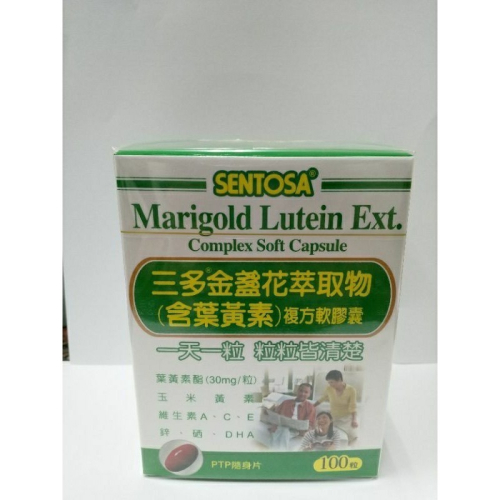 SENTOSA®
Marigold Lutein Ext.
Complex Soft Capsule
三多®金盞花萃取物
(含葉黃素)複方軟膠囊
一天一粒 粒粒皆清楚
葉黃素酯(30mg/粒)
玉米黃素
維生素A・C・E
鋅・硒・DHA
PTP隨身片
100粒